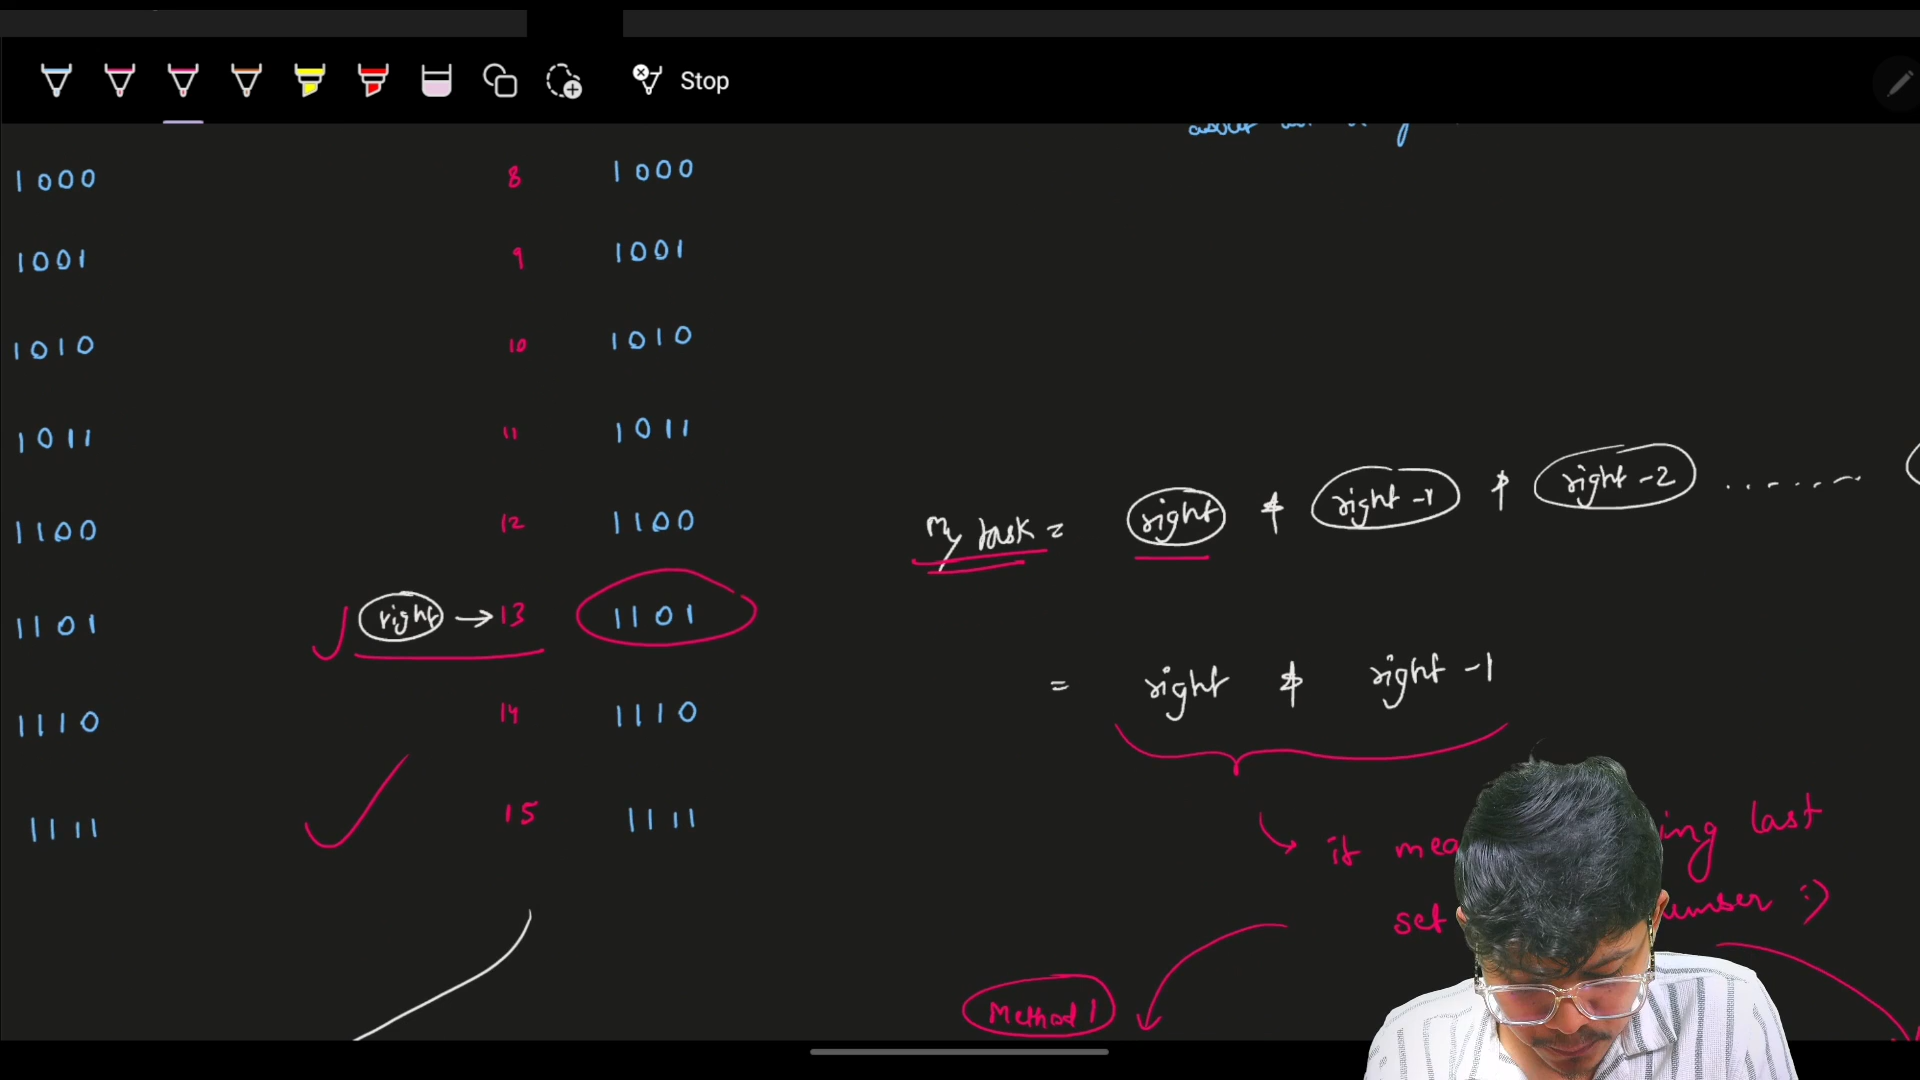 Stop
1000 8 1000
1001 9 1001
1010 10 1010
1011 11 1011
1100 12 1100
My task = right & right -1 & right -2 ........
1101 right → 13 1101
= right & right -1
1110 14 1110
1111 15 1111
it ing last
set :)
Method 1